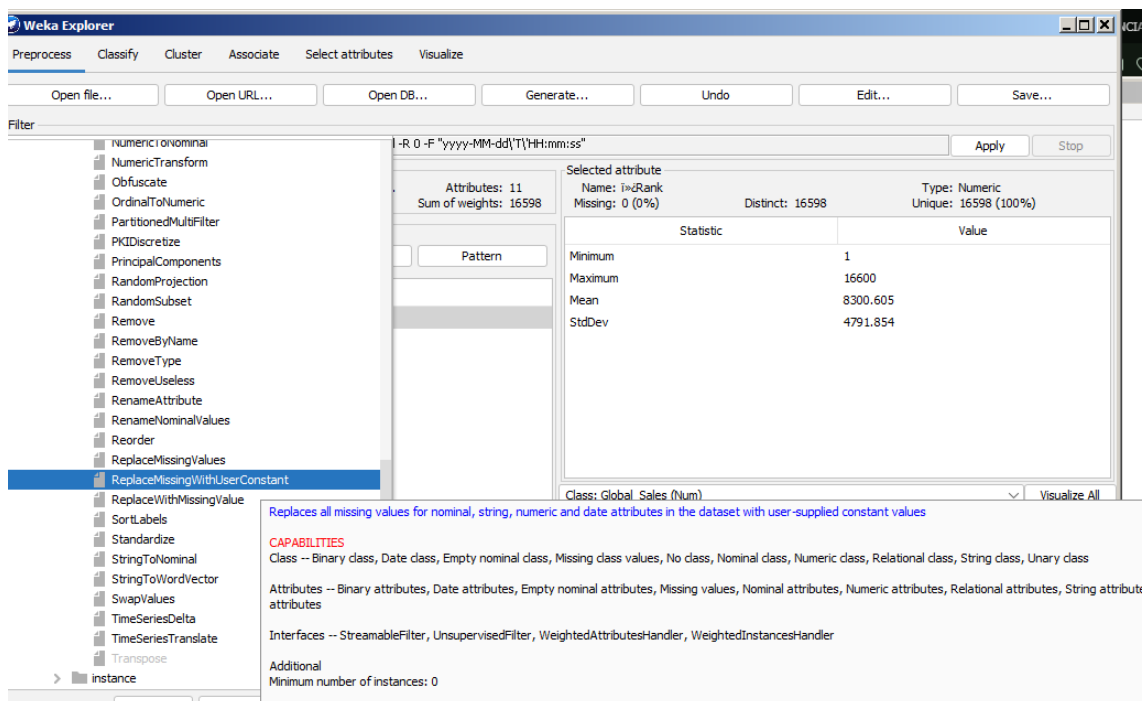 Weka Explorer
Preprocess Classify Cluster Associate Select attributes Visualize
Open file... Open URL... Open DB... Generate... Undo Edit... Save...
Filter
-R 0 -F "yyyy-MM-dd\'T\'HH:mm:ss" Apply Stop
NumericToNominal
NumericTransform
Obfuscate
OrdinalToNumeric
PartitionedMultiFilter
PKIDiscretize
PrincipalComponents
RandomProjection
RandomSubset
Remove
RemoveByName
RemoveType
RemoveUseless
RenameAttribute
RenameNominalValues
Reorder
ReplaceMissingValues
ReplaceMissingWithUserConstant
ReplaceWithMissingValue
SortLabels
Standardize
StringToNominal
StringToWordVector
SwapValues
TimeSeriesDelta
TimeSeriesTranslate
Transpose
instance
Attributes: 11
Sum of weights: 16598
Pattern
Selected attribute
Name: ï»¿Rank Type: Numeric
Missing: 0 (0%) Distinct: 16598 Unique: 16598 (100%)
Statistic Value
Minimum 1
Maximum 16600
Mean 8300.605
StdDev 4791.854
Class: Global_Sales (Num) Visualize All
Replaces all missing values for nominal, string, numeric and date attributes in the dataset with user-supplied constant values
CAPABILITIES
Class -- Binary class, Date class, Empty nominal class, Missing class values, No class, Nominal class, Numeric class, Relational class, String class, Unary class
Attributes -- Binary attributes, Date attributes, Empty nominal attributes, Missing values, Nominal attributes, Numeric attributes, Relational attributes, String attribute
attributes
Interfaces -- StreamableFilter, UnsupervisedFilter, WeightedAttributesHandler, WeightedInstancesHandler
Additional
Minimum number of instances: 0